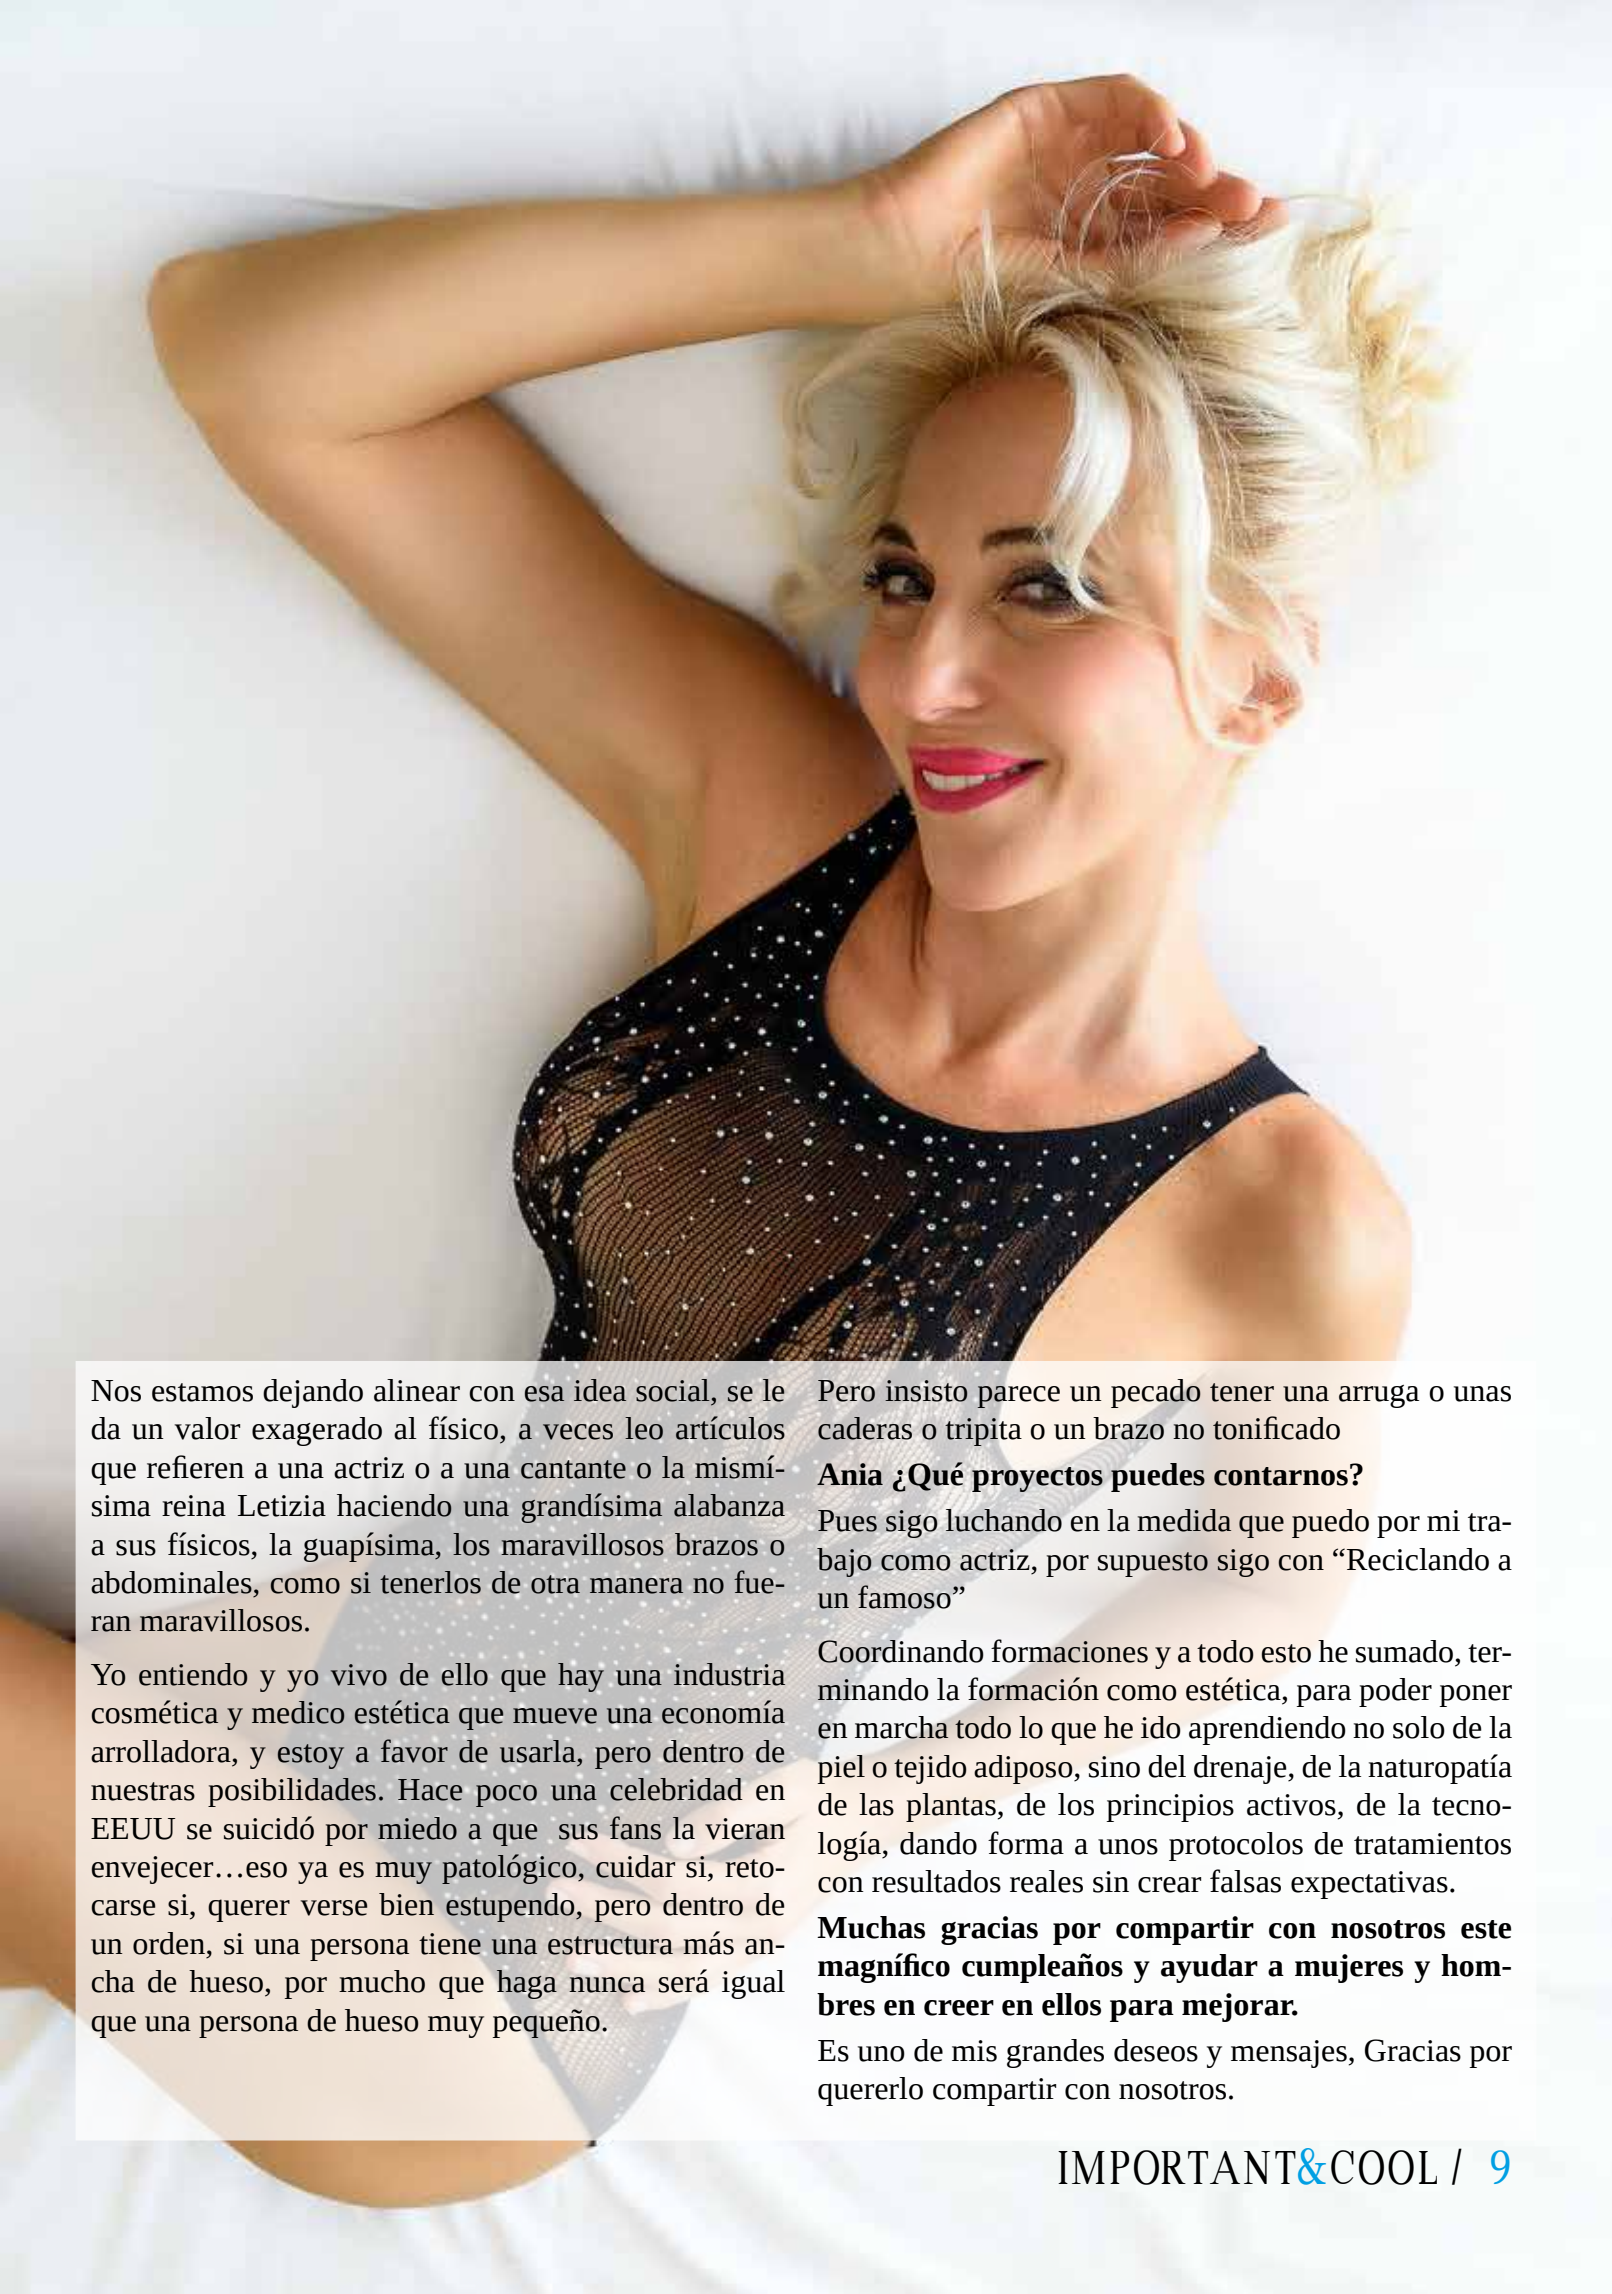 Nos estamos dejando alinear con esa idea social, se le
da un valor exagerado al físico, a veces leo artículos
que refieren a una actriz o a una cantante o la mismí-
sima reina Letizia haciendo una grandísima alabanza
a sus físicos, la guapísima, los maravillosos brazos o
abdominales, como si tenerlos de otra manera no fue-
ran maravillosos.
Yo entiendo y yo vivo de ello que hay una industria
cosmética y medico estética que mueve una economía
arrolladora, y estoy a favor de usarla, pero dentro de
nuestras posibilidades. Hace poco una celebridad en
EEUU se suicidó por miedo a que  sus fans la vieran
envejecer…eso ya es muy patológico, cuidar si, reto-
carse si, querer verse bien estupendo, pero dentro de
un orden, si una persona tiene una estructura más an-
cha de hueso, por mucho que haga nunca será igual
que una persona de hueso muy pequeño.
Pero insisto parece un pecado tener una arruga o unas
caderas o tripita o un brazo no tonificado
Ania ¿Qué proyectos puedes contarnos?
Pues sigo luchando en la medida que puedo por mi tra-
bajo como actriz, por supuesto sigo con “Reciclando a
un famoso”
Coordinando formaciones y a todo esto he sumado, ter-
minando la formación como estética, para poder poner
en marcha todo lo que he ido aprendiendo no solo de la
piel o tejido adiposo, sino del drenaje, de la naturopatía
de las plantas, de los principios activos, de la tecno-
logía, dando forma a unos protocolos de tratamientos
con resultados reales sin crear falsas expectativas.
Muchas gracias por compartir con nosotros este
magnífico cumpleaños y ayudar a mujeres y hom-
bres en creer en ellos para mejorar.
Es uno de mis grandes deseos y mensajes, Gracias por
quererlo compartir con nosotros.
IMPORTANT&COOL / 9